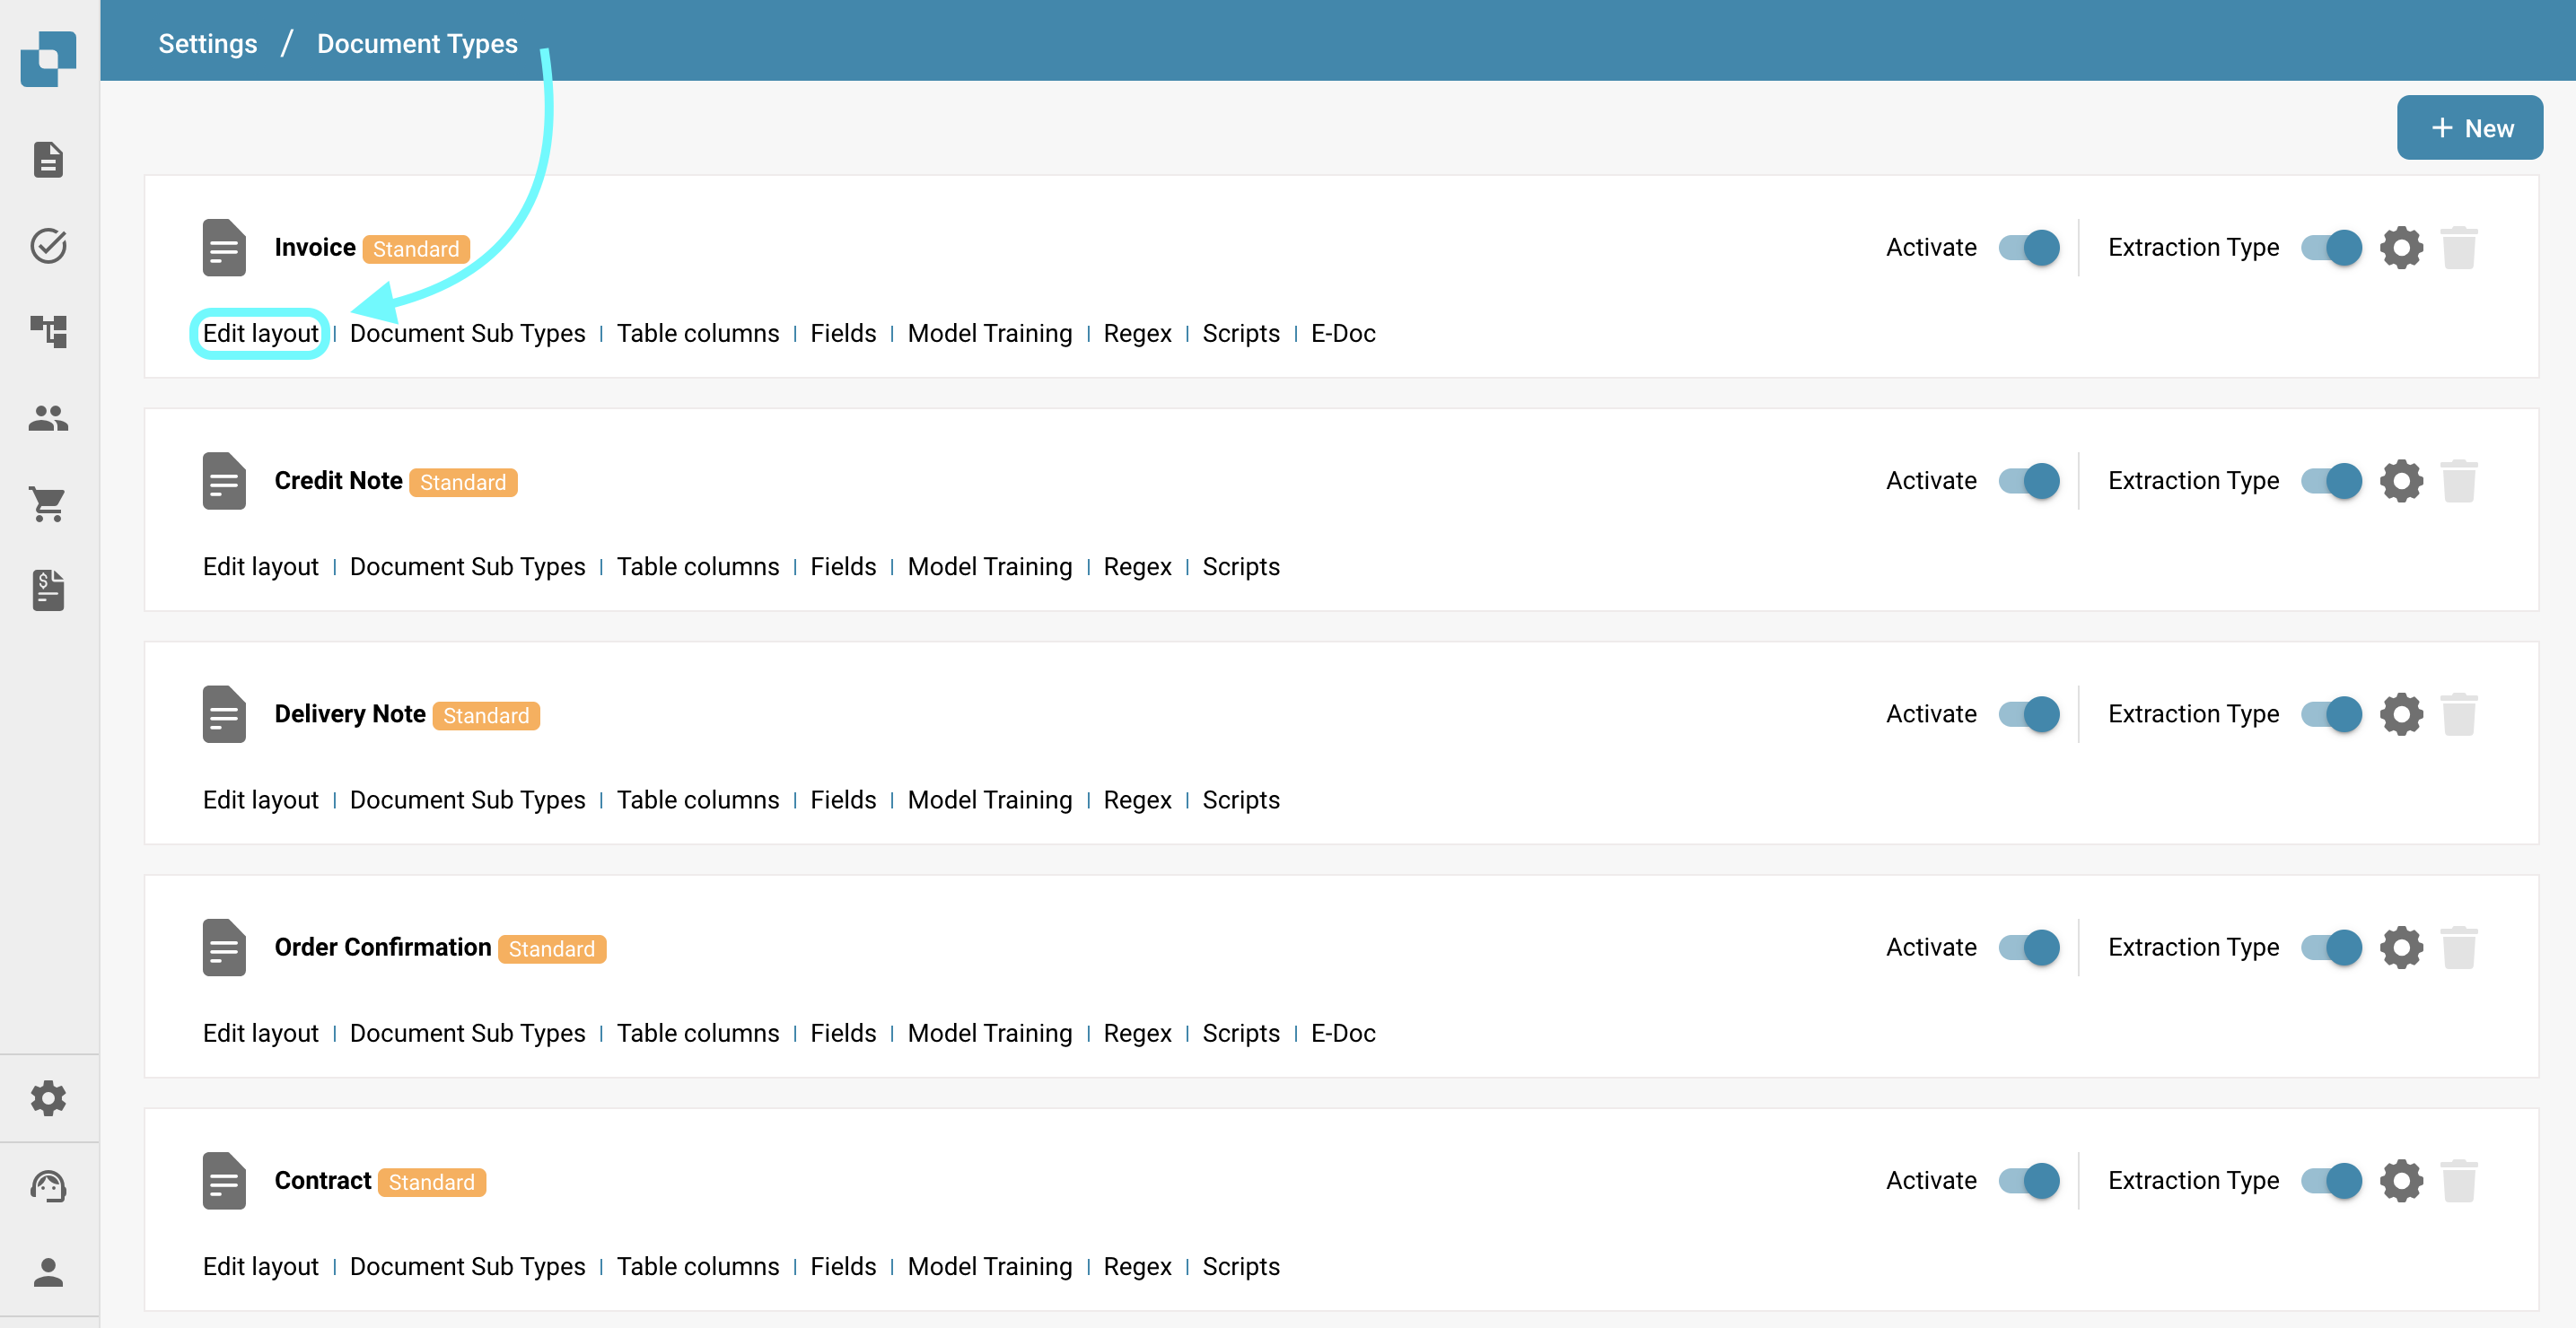 Settings / Document Types
+ New
Invoice Standard Activate Extraction Type
Edit layout | Document Sub Types | Table columns | Fields | Model Training | Regex | Scripts | E-Doc
Credit Note Standard Activate Extraction Type
Edit layout | Document Sub Types | Table columns | Fields | Model Training | Regex | Scripts
Delivery Note Standard Activate Extraction Type
Edit layout | Document Sub Types | Table columns | Fields | Model Training | Regex | Scripts
Order Confirmation Standard Activate Extraction Type
Edit layout | Document Sub Types | Table columns | Fields | Model Training | Regex | Scripts | E-Doc
Contract Standard Activate Extraction Type
Edit layout | Document Sub Types | Table columns | Fields | Model Training | Regex | Scripts